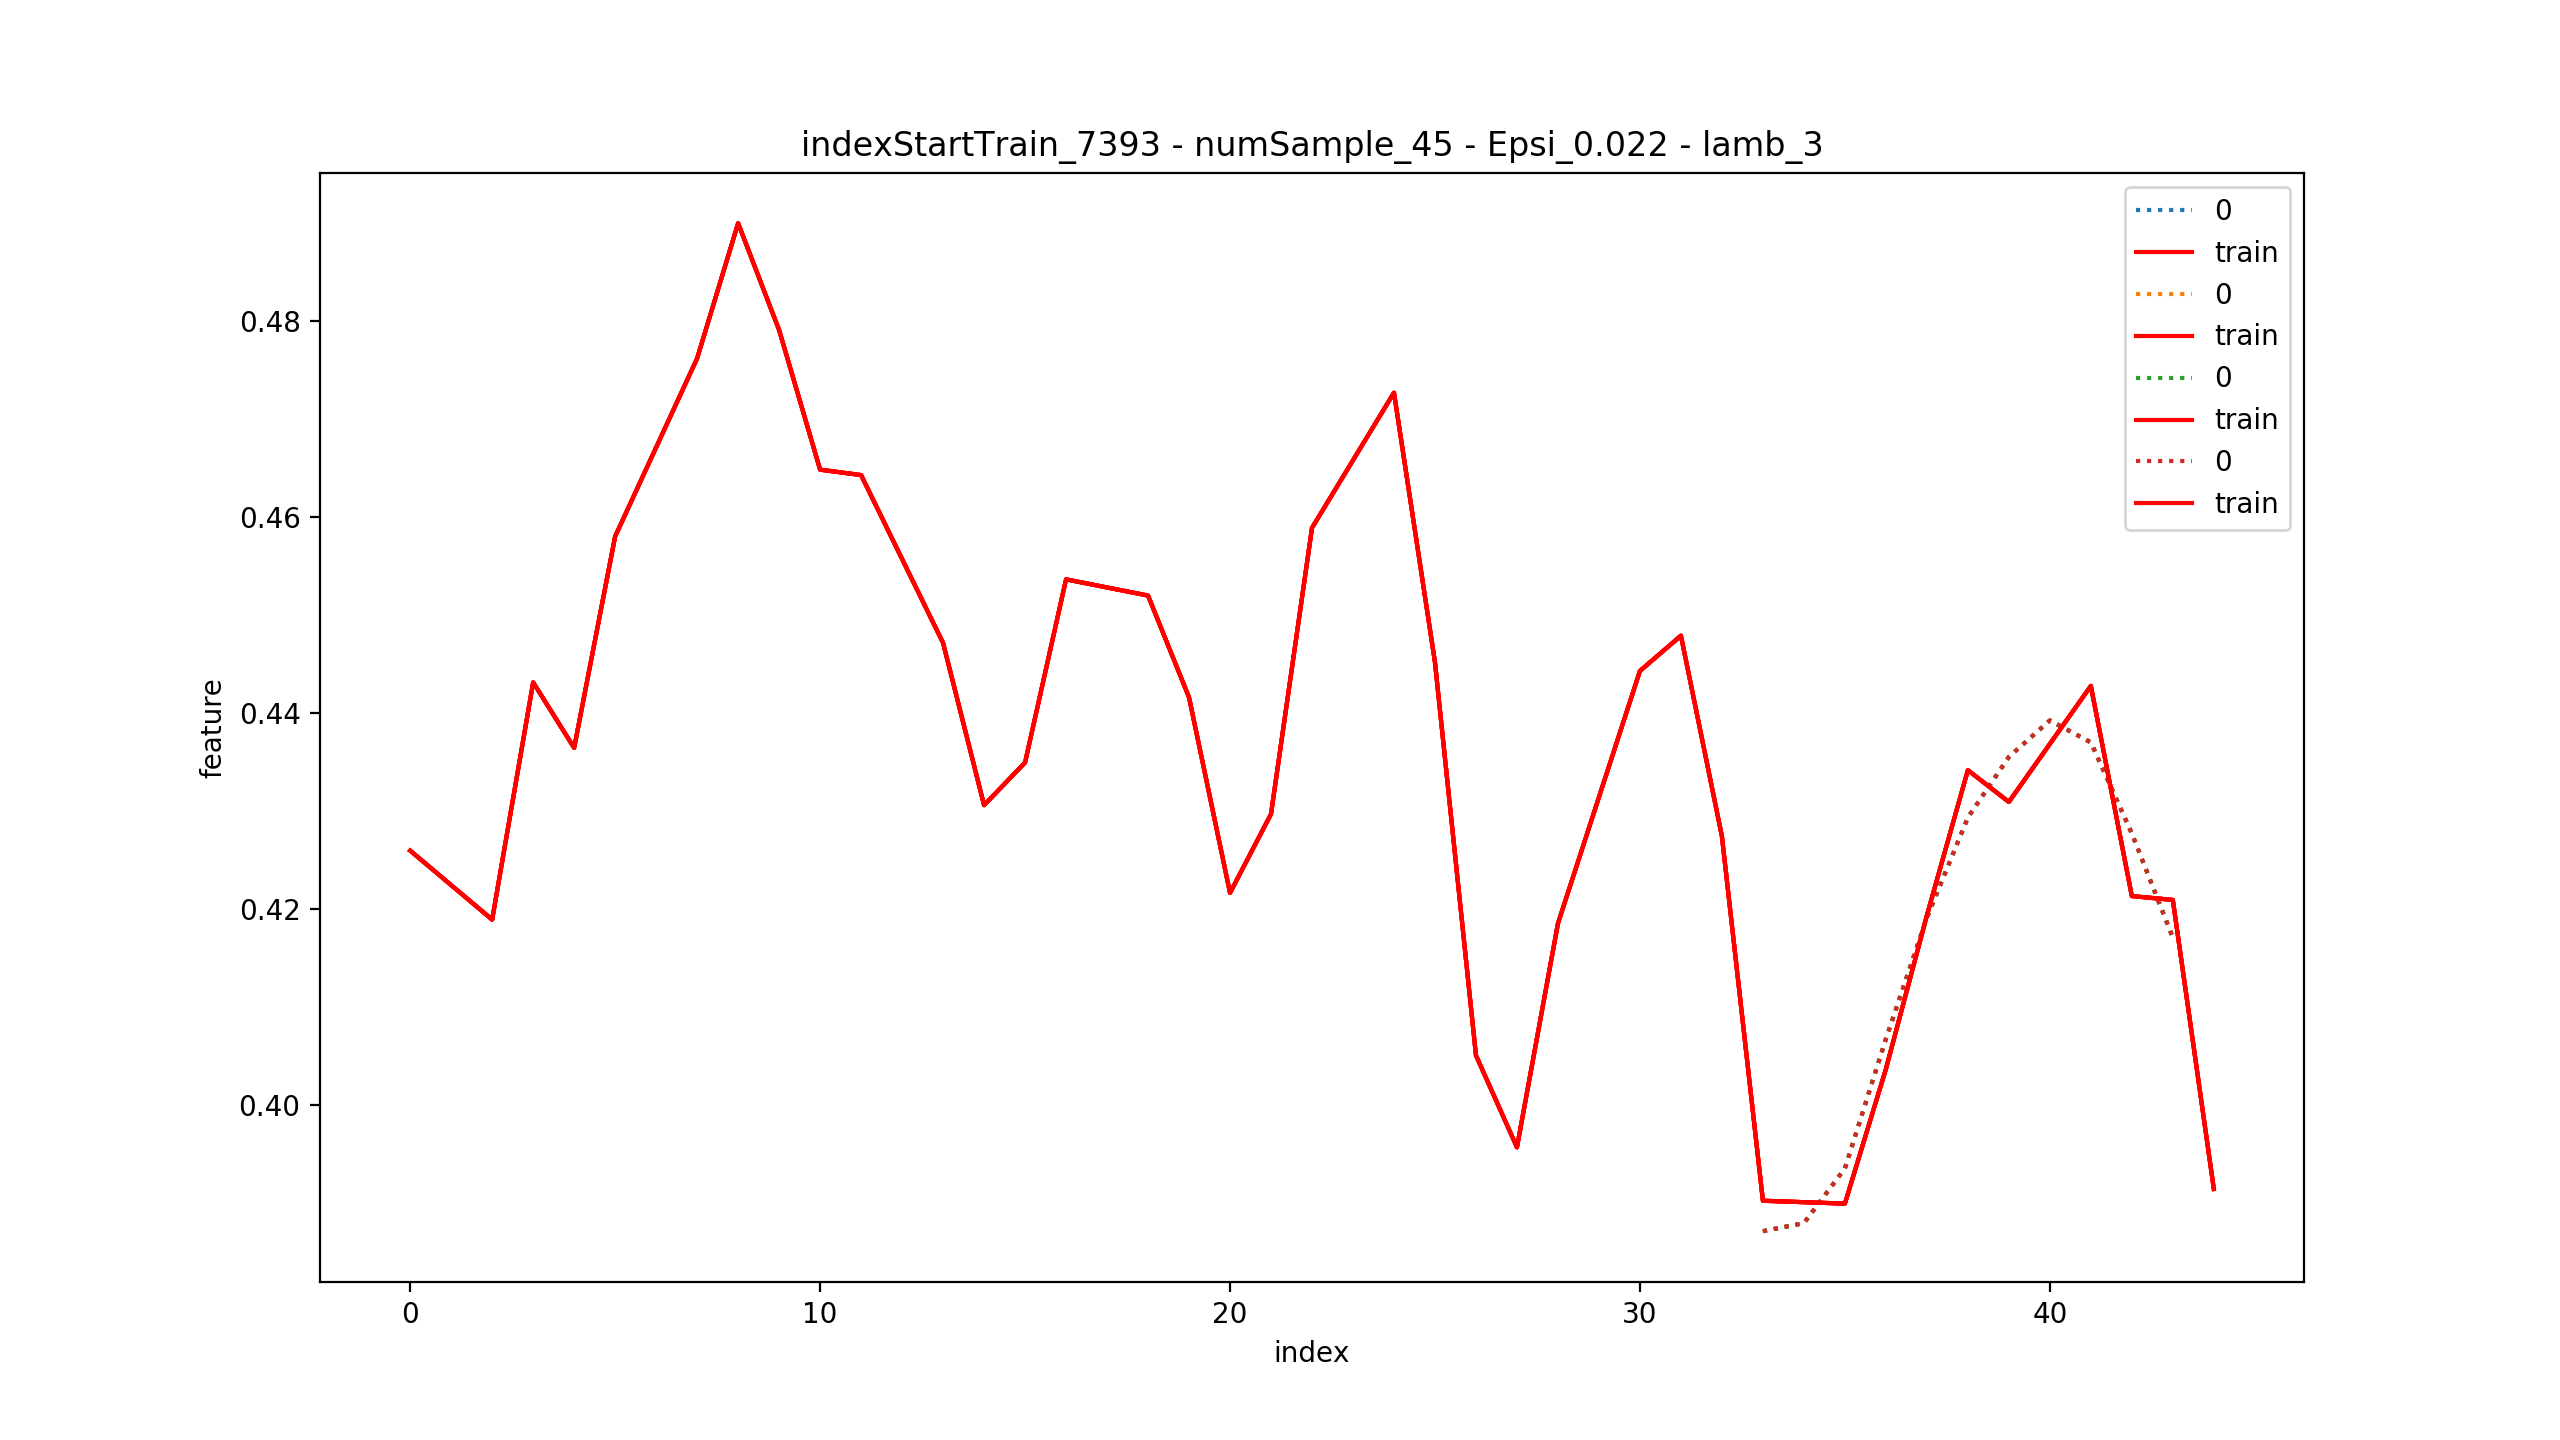 indexStartTrain_7393 - numSample_45 - Epsi_0.022 - lamb_3
0
train
0
train
0
train
0
train
0.48
0.46
0.44
0.42
0.40
feature
0 10 20 30 40
index